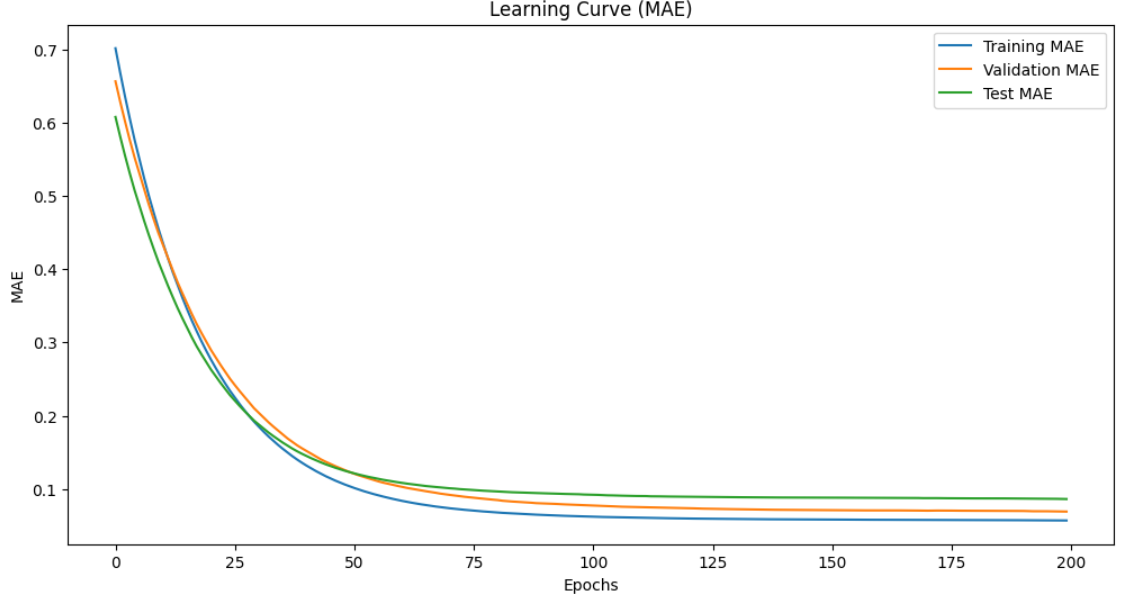 Learning Curve (MAE)
Training MAE
Validation MAE
Test MAE
MAE
0.7
0.6
0.5
0.4
0.3
0.2
0.1
0 25 50 75 100 125 150 175 200
Epochs